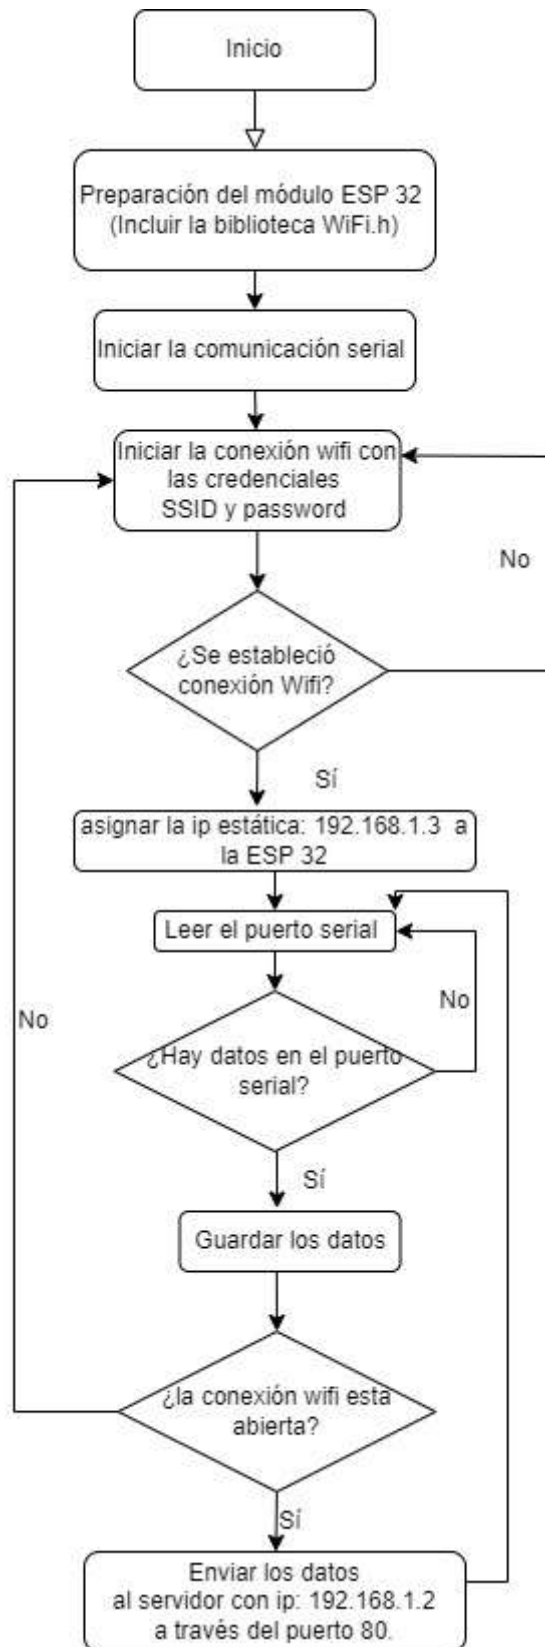 Inicio
Preparación del módulo ESP 32
(Incluir la biblioteca WiFi.h)
Iniciar la comunicación serial
Iniciar la conexión wifi con
las credenciales
SSID y password
No
¿Se estableció
conexión Wifi?
Sí
asignar la ip estática: 192.168.1.3 a
la ESP 32
Leer el puerto serial
No
No
¿Hay datos en el puerto
serial?
Sí
Guardar los datos
¿la conexión wifi esta
abierta?
Sí
Enviar los datos
al servidor con ip: 192.168.1.2
a través del puerto 80.